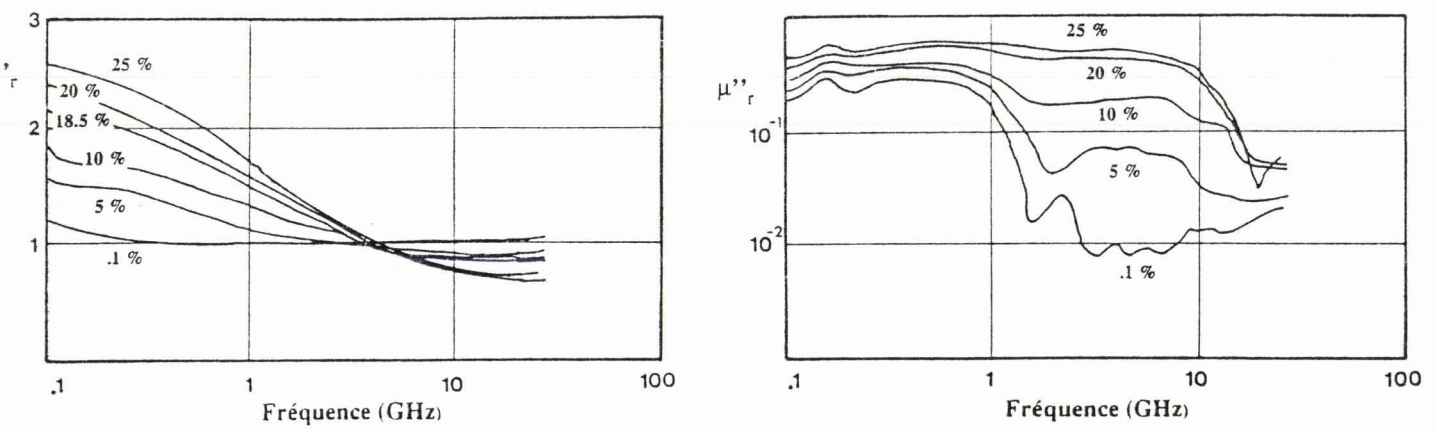 3
'r
25 %
20 %
2
18.5 %
10 %
5 %
1
.1 %
.1 1 10 100
Fréquence (GHz)
25 %
μ''r
20 %
10 %
10-1
5 %
10-2
.1 %
.1 1 10 100
Fréquence (GHz)